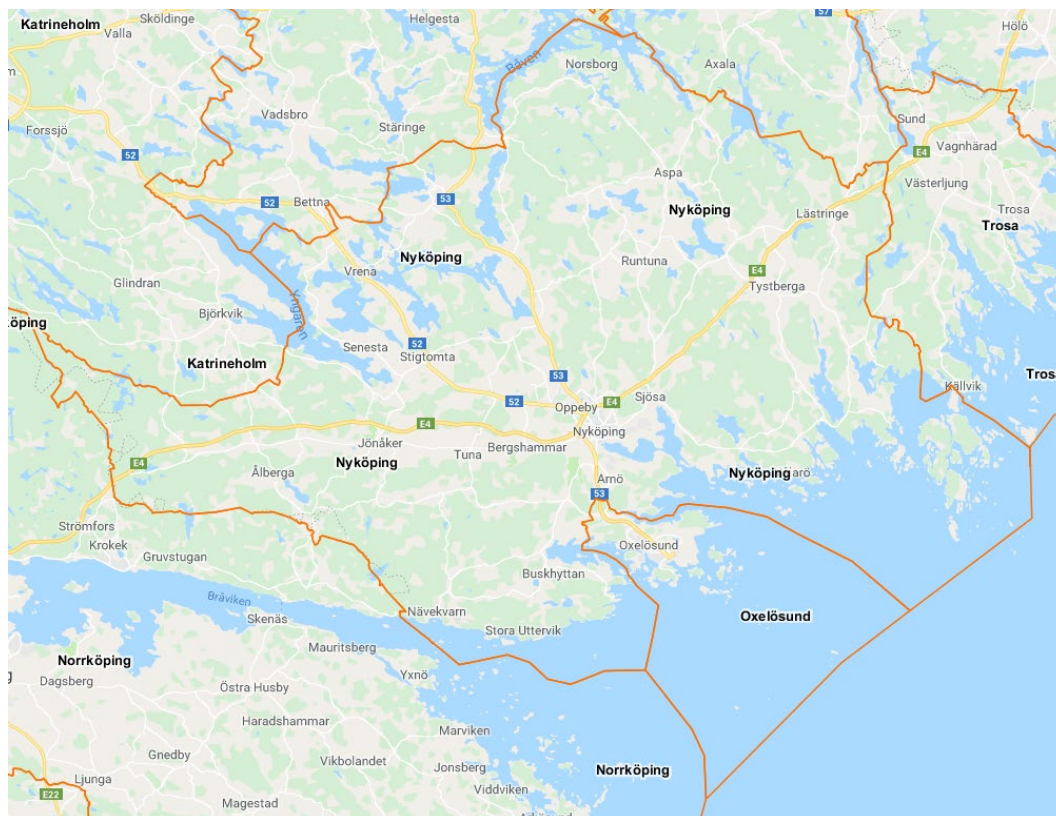 Katrineholm
Sköldinge
Helgesta
57
Valla
Hölö
Båven
Norsborg
Axala
Vadsbro
Stäringe
Forssjö
Sund
52
E4
Vagnhärad
Aspa
Västerljung
53
52
Bettna
Nyköping
Lästringe
Trosa
Trosa
Nyköping
Vrena
Runtuna
E4
Glindran
Tystberga
Yngaren
Björkvik
öping
52
Senesta
Stigtomta
Katrineholm
53
Tros
Källvik
52
Oppeby
E4
Sjösa
E4
Nyköping
Jönåker
Tuna
Bergshammar
E4
Nyköping
Ålberga
Nyköping
arö
Arnö
53
Strömfors
Krokek
Gruvstugan
Oxelösund
Buskhyttan
Bråviken
Nävekvarn
Oxelösund
Skenäs
Stora Uttervik
Mauritsberg
Norrköping
Yxnö
Dagsberg
Östra Husby
Haradshammar
Marviken
Gnedby
Vikbolandet
Jonsberg
Norrköping
Ljunga
Viddviken
E22
Magestad